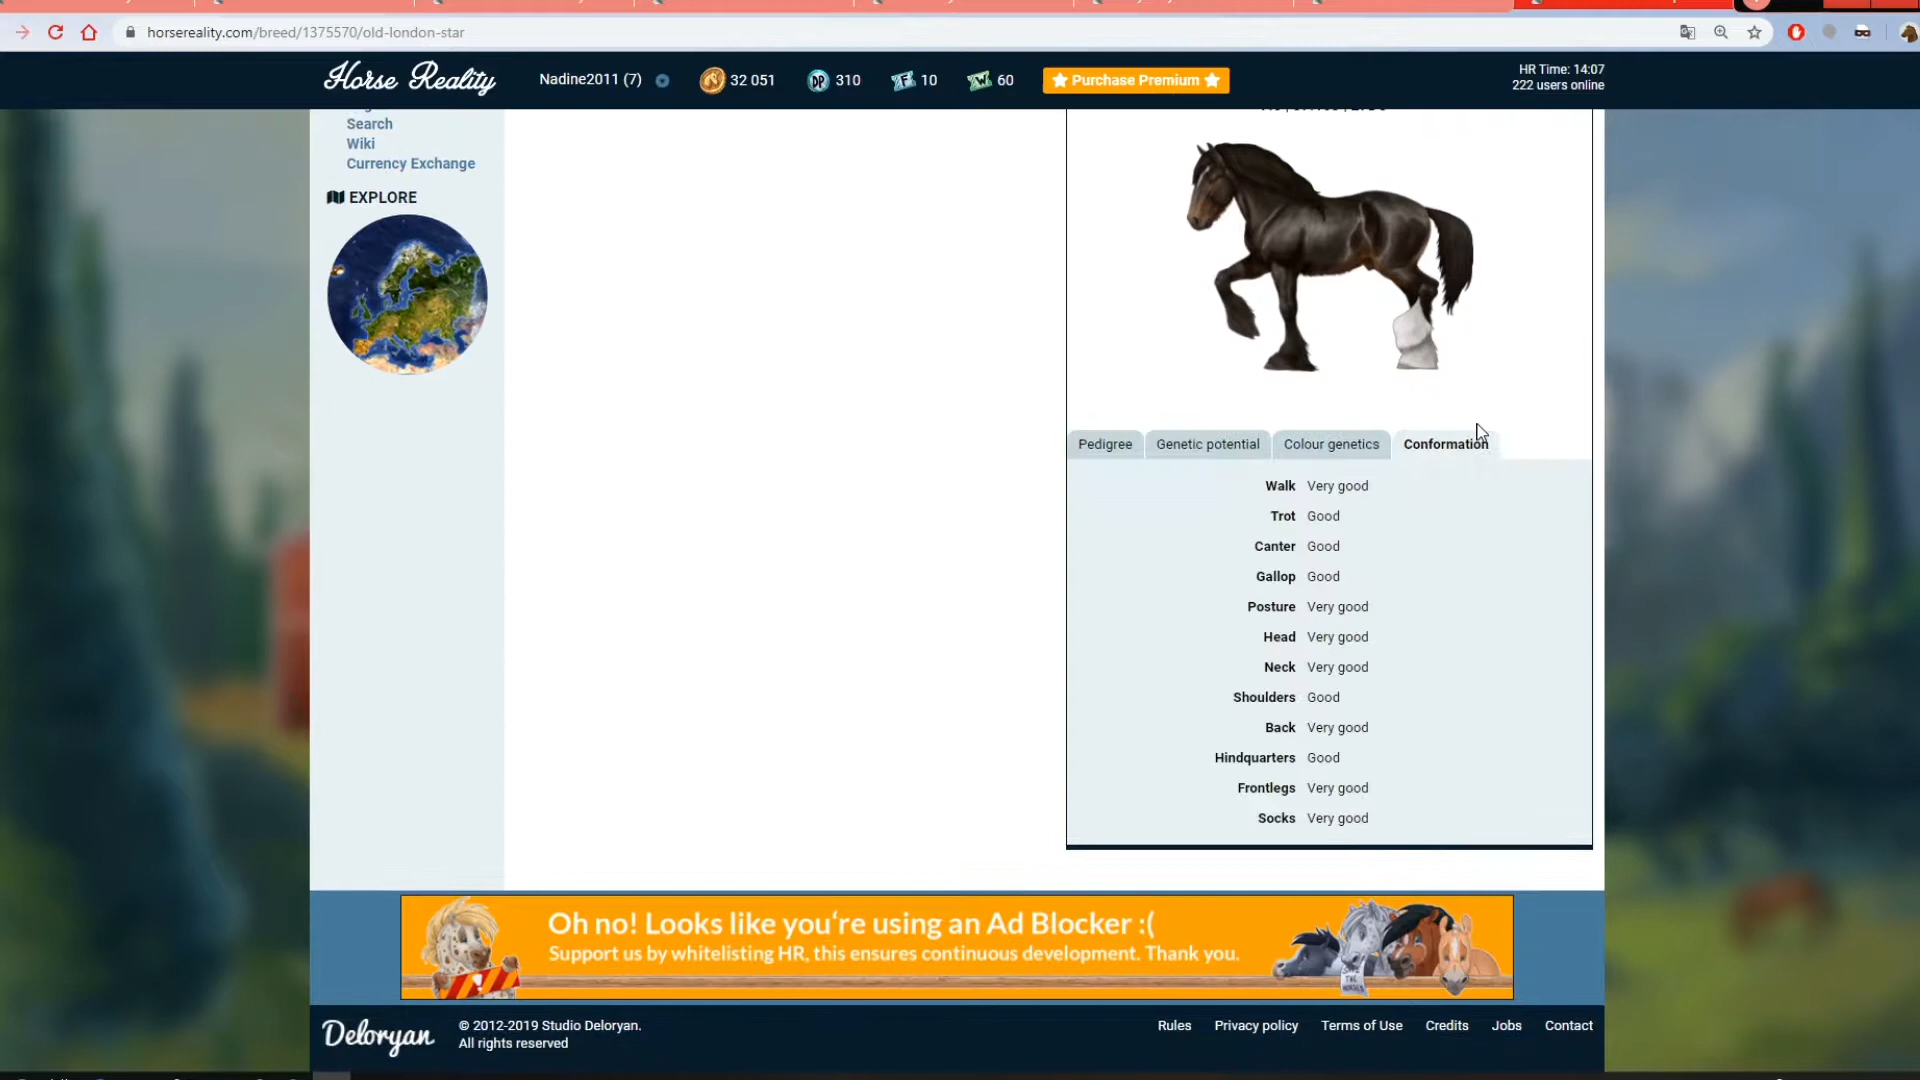 horsereality.com/breed/1375570/old-london-star
Horse Reality
Nadine2011 (7)
32 051
DP
310
F
10
W
60
Purchase Premium
HR Time: 14:07
222 users online
Search
Wiki
Currency Exchange
EXPLORE
Pedigree
Genetic potential
Colour genetics
Conformation
Walk Very good
Trot Good
Canter Good
Gallop Good
Posture Very good
Head Very good
Neck Very good
Shoulders Good
Back Very good
Hindquarters Good
Frontlegs Very good
Socks Very good
Oh no! Looks like you're using an Ad Blocker :(
Support us by whitelisting HR, this ensures continuous development. Thank you.
Deloryan
© 2012-2019 Studio Deloryan.
All rights reserved
Rules
Privacy policy
Terms of Use
Credits
Jobs
Contact